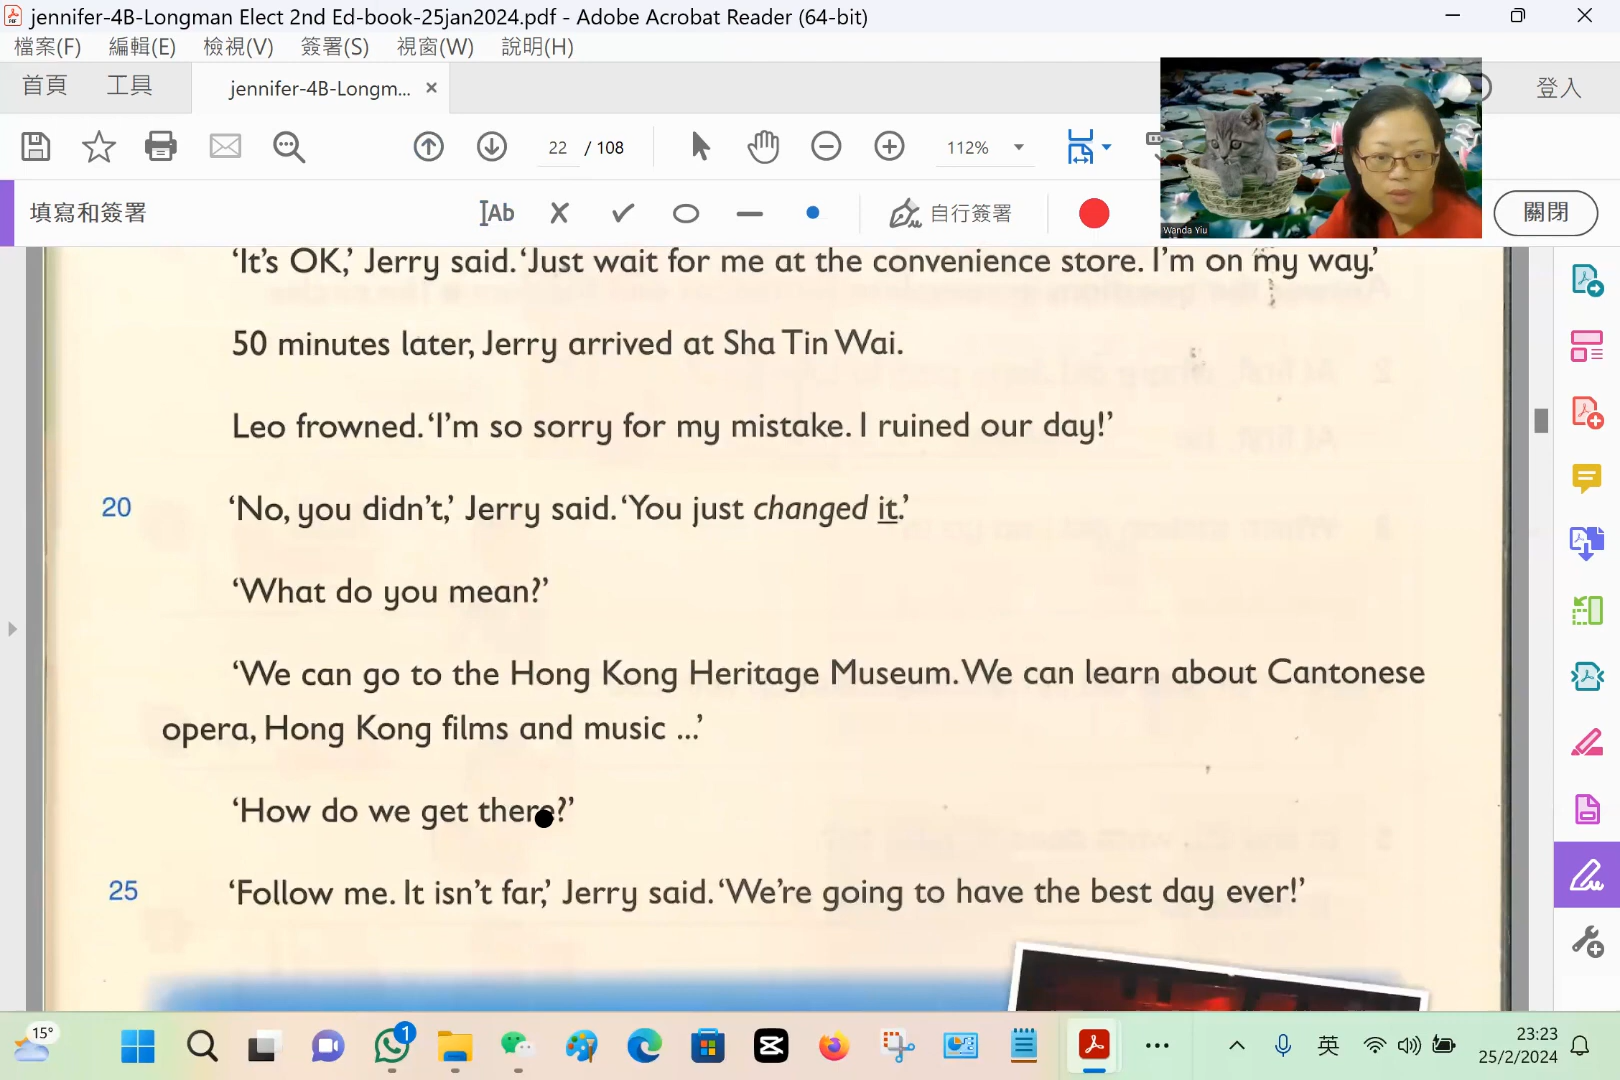 jennifer-4B-Longman Elect 2nd Ed-book-25jan2024.pdf - Adobe Acrobat Reader (64-bit)
檔案(F) 編輯(E) 檢視(V) 簽署(S) 視窗(W) 說明(H)
首頁 工具 jennifer-4B-Longm... 登入
22 / 108 112%
填寫和簽署 IAb 自行簽署 關閉
Wanda Yiu
‘It’s OK,’ Jerry said. ‘Just wait for me at the convenience store. I’m on my way.’
50 minutes later, Jerry arrived at Sha Tin Wai.
Leo frowned. ‘I’m so sorry for my mistake. I ruined our day!’
20 ‘No, you didn’t,’ Jerry said. ‘You just changed it.’
‘What do you mean?’
‘We can go to the Hong Kong Heritage Museum. We can learn about Cantonese
opera, Hong Kong films and music ...’
‘How do we get there?’
25 ‘Follow me. It isn’t far,’ Jerry said. ‘We’re going to have the best day ever!’
15° 1 英 23:23
25/2/2024